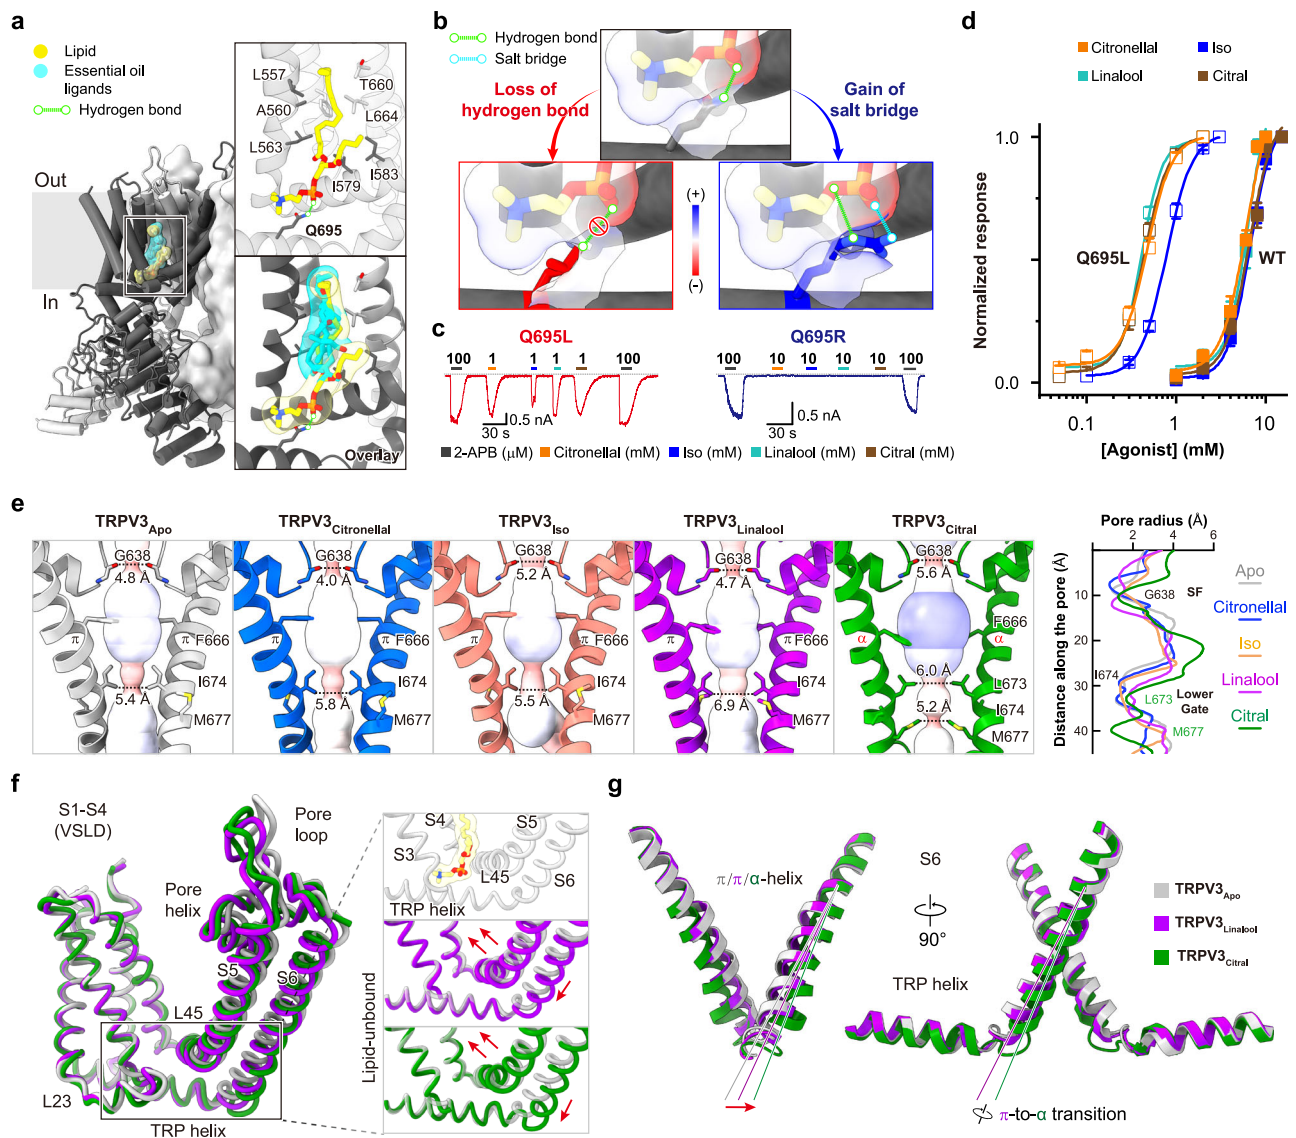 a
Lipid
Essential oil
ligands
Hydrogen bond
Out
In
L557
A560
L563
T660
L664
I579
I583
Q695
Overlay
b
Hydrogen bond
Salt bridge
Loss of
hydrogen bond
Gain of
salt bridge
(+)
(-)
c
Q695L
Q695R
100 1 1 1 1 100
100 10 10 10 10 100
0.5 nA
30 s
0.5 nA
30 s
2-APB (μM) Citronellal (mM) Iso (mM) Linalool (mM) Citral (mM)
d
Citronellal Iso
Linalool Citral
Normalized response
1.0
0.0
Q695L
WT
0.1 1 10
[Agonist] (mM)
e
TRPV3Apo
G638
4.8 Å
π
π F666
I674
5.4 Å
M677
TRPV3Citronellal
G638
4.0 Å
π
π F666
I674
5.8 Å
M677
TRPV3Iso
G638
5.2 Å
π
π F666
I674
5.5 Å
M677
TRPV3Linalool
G638
4.7 Å
π
π F666
I674
6.9 Å
M677
TRPV3Citral
G638
5.6 Å
F666
α
α
6.0 Å
L673
5.2 Å
I674
M677
Pore radius (Å)
2 4 6
Distance along the pore (Å)
10
20
30
40
G638
SF
I674
L673
Lower
Gate
M677
Apo
Citronellal
Iso
Linalool
Citral
f
S1-S4
(VSLD)
Pore
loop
Pore
helix
S5
S6
L45
L23
TRP helix
Lipid-unbound
S4
S5
S3
L45
S6
TRP helix
g
π/π/α-helix
S6
90°
TRP helix
TRPV3Apo
TRPV3Linalool
TRPV3Citral
π-to-α transition